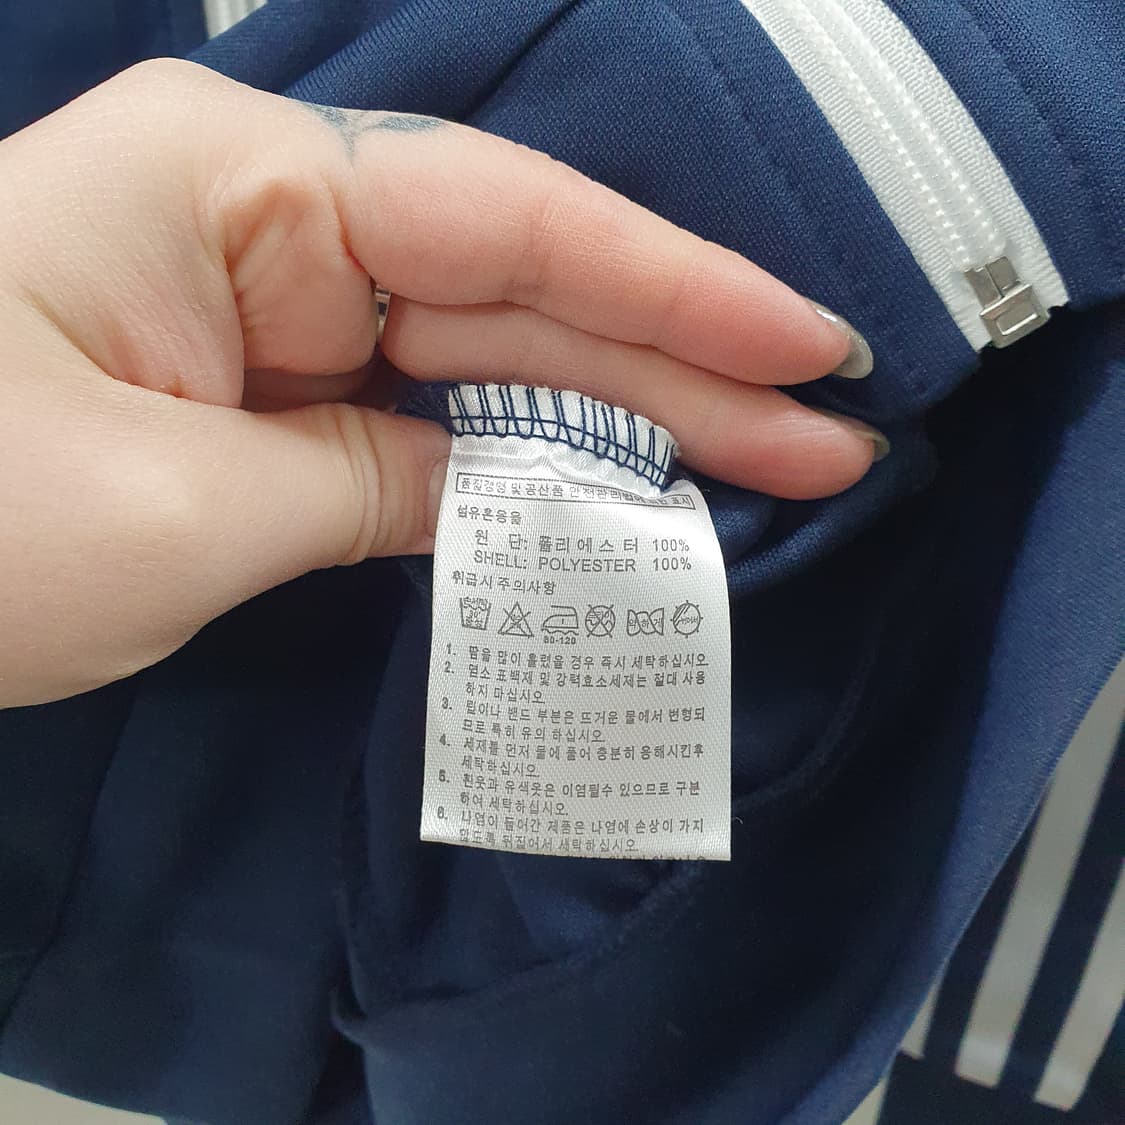 품질경영 및 공산품 안전관리법에 의한 표시
섬유혼용율
원 단: 폴리에스터 100%
SHELL: POLYESTER 100%
취급시주의사항
80-120 약하게
1. 땀을 많이 흘렸을 경우 즉시 세탁하십시오
2. 염소 표백제 및 강력효소세제는 절대 사용
하지 마십시오.
3. 립이나 밴드 부분은 뜨거운 물에서 변형되
므로 특히 유의 하십시오.
4. 세제를 먼저 물에 풀어 충분히 용해시킨후
세탁하십시오.
5. 흰옷과 유색옷은 이염될수 있으므로 구분
하여 세탁하십시오.
6. 나염이 들어간 제품은 나염에 손상이 가지
않도록 뒤집어서 세탁하십시오.